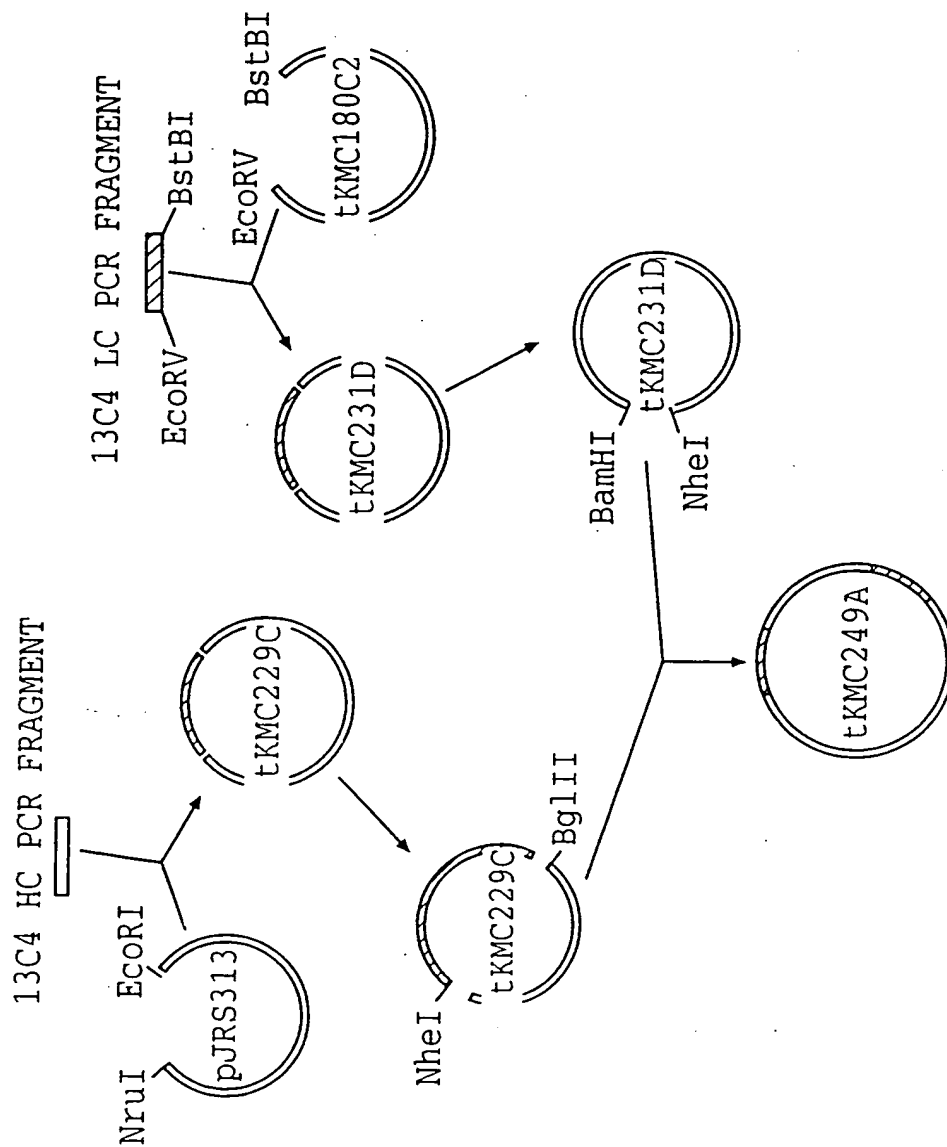 13C4 HC PCR FRAGMENT
NruI
EcoRI
pJRS313
tKMC229C
NheI
tKMC229C
BglII
13C4 LC PCR FRAGMENT
EcoRV
BstBI
EcoRV
BstBI
tKMC180C2
tKMC231D
BamHI
tKMC231D
NheI
tKMC249A